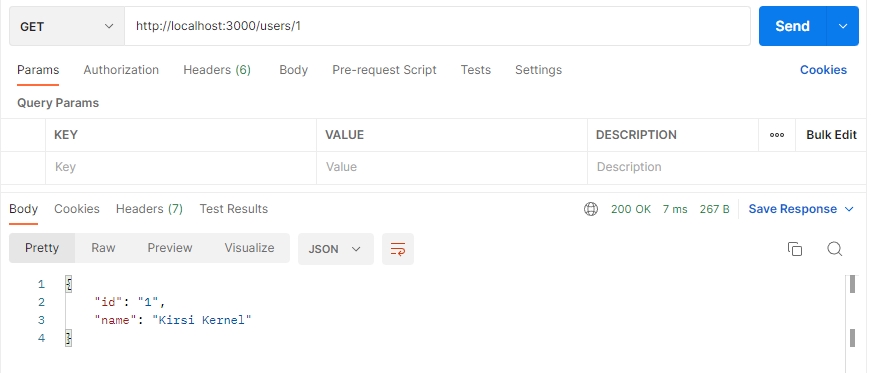 GET http://localhost:3000/users/1 Send
Params Authorization Headers (6) Body Pre-request Script Tests Settings Cookies
Query Params
KEY VALUE DESCRIPTION ooo Bulk Edit
Key Value Description
Body Cookies Headers (7) Test Results 200 OK 7 ms 267 B Save Response
Pretty Raw Preview Visualize JSON
1 {
2 "id": "1",
3 "name": "Kirsi Kernel"
4 }